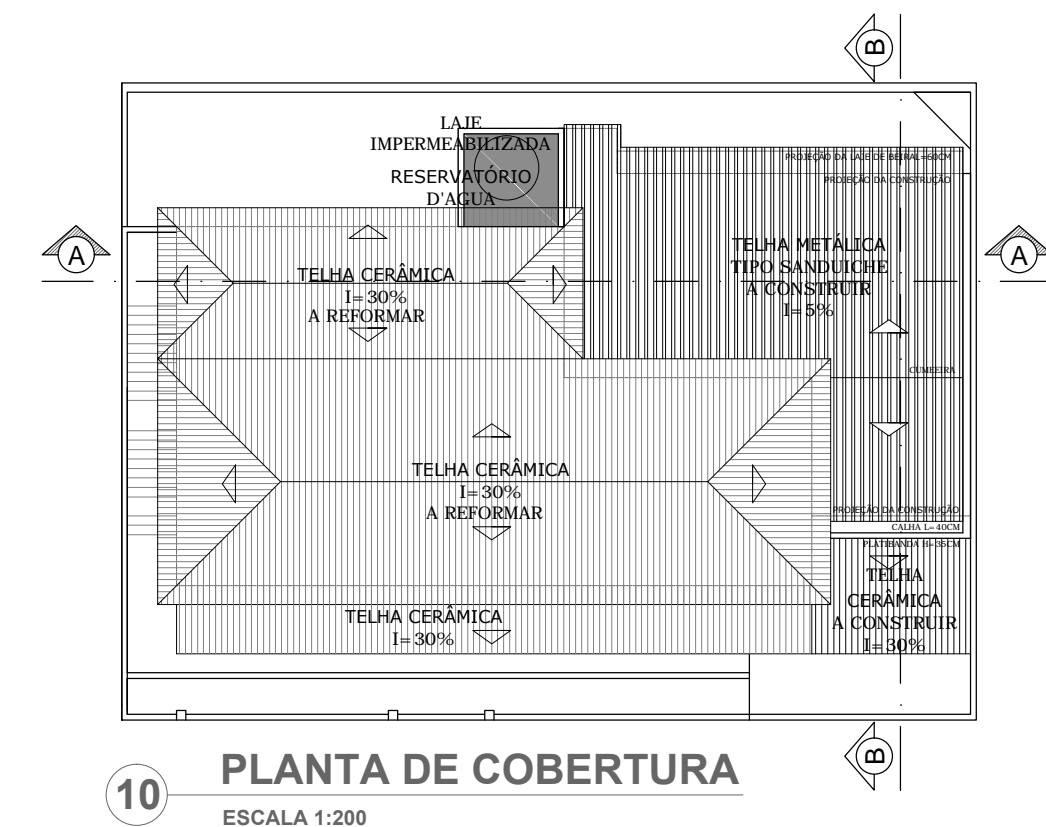 B
LAJE
IMPERMEABILIZADA
RESERVATÓRIO
D'AGUA
PROJEÇÃO DA LAJE DE BEIRAL=60CM
PROJEÇÃO DA CONSTRUÇÃO
A
A
TELHA CERÂMICA
I=30%
A REFORMAR
TELHA METÁLICA
TIPO SANDUICHE
A CONSTRUIR
I=5%
CUMEEIRA
TELHA CERÂMICA
I=30%
A REFORMAR
PROJEÇÃO DA CONSTRUÇÃO
CALHA L=40CM
PLATIBANDA H=35CM
TELHA
CERÂMICA
A CONSTRUIR
I=30%
TELHA CERÂMICA
I=30%
B
10
PLANTA DE COBERTURA
ESCALA 1:200